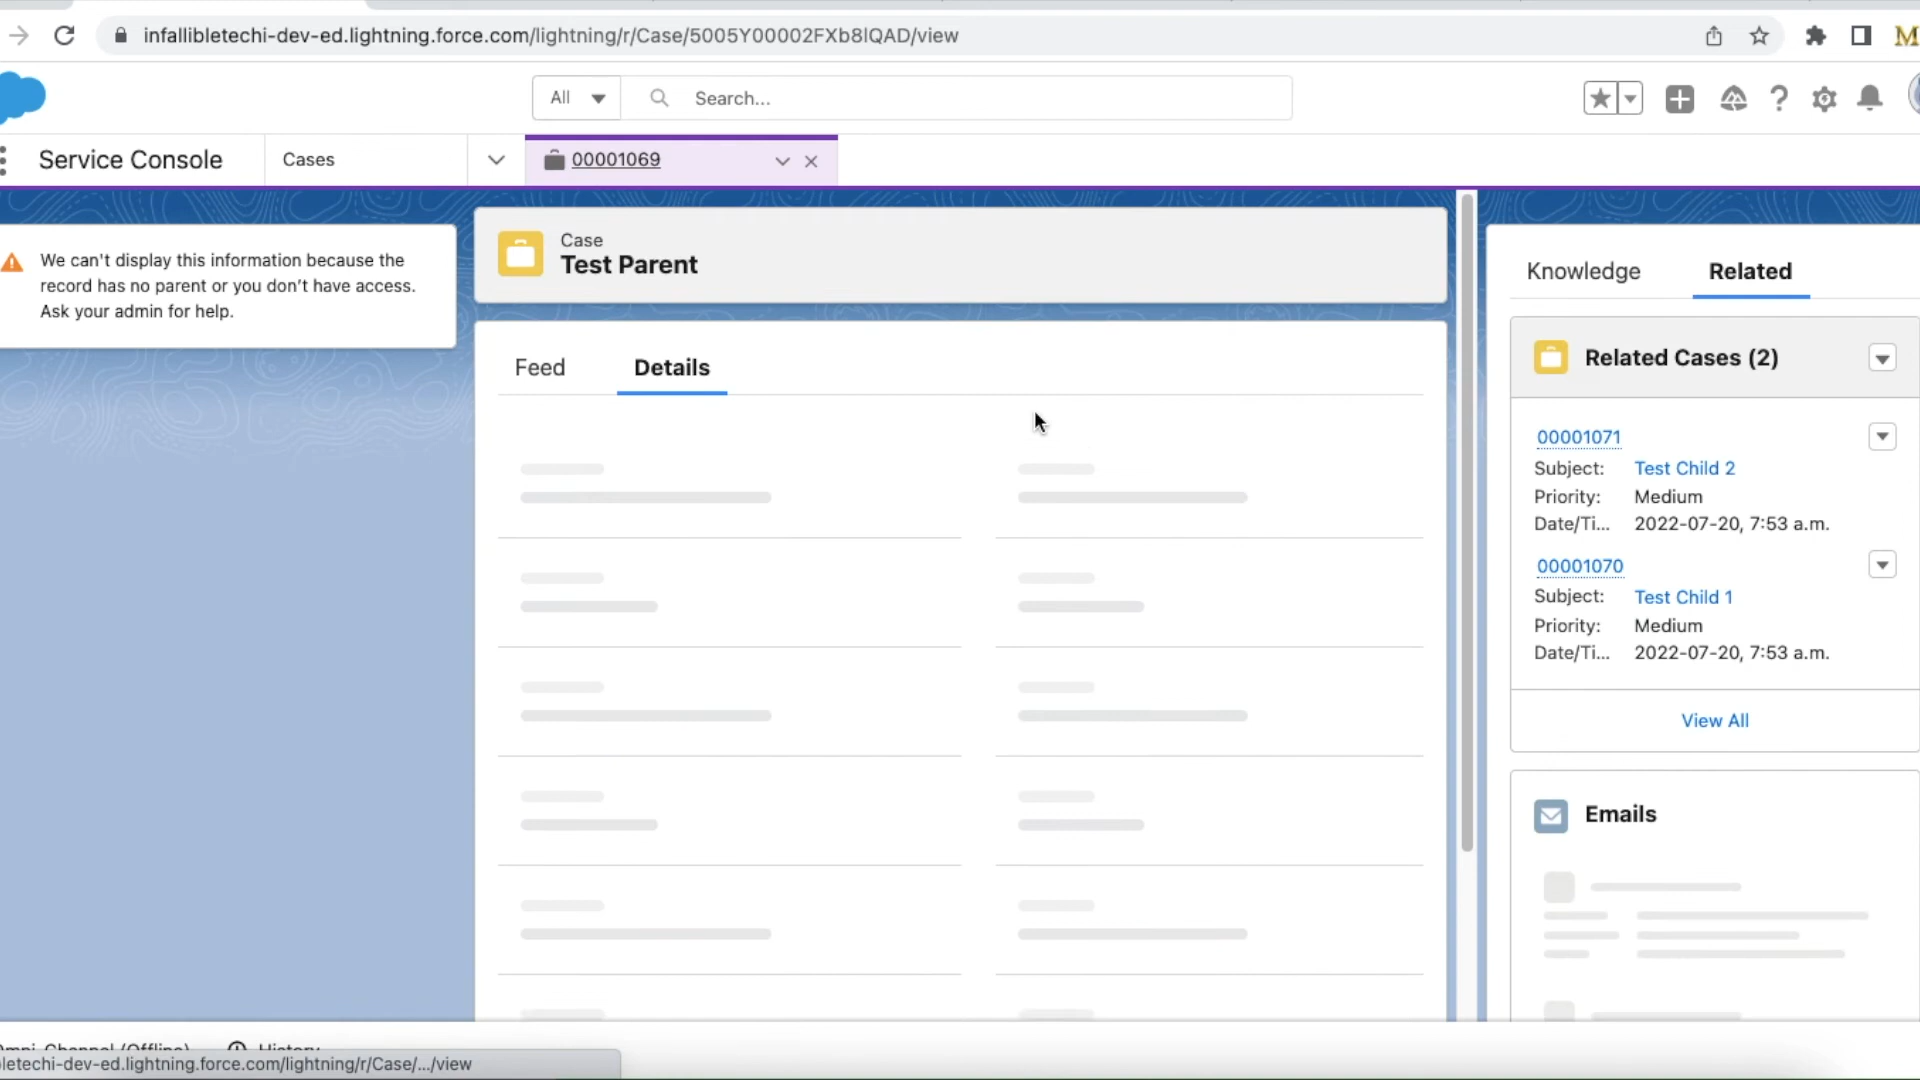 infallibletechi-dev-ed.lightning.force.com/lightning/r/Case/5005Y00002FXb8lQAD/view
M
All
Search...
Service Console
Cases
00001069
We can't display this information because the
record has no parent or you don't have access.
Ask your admin for help.
Case
Test Parent
Feed
Details
Knowledge
Related
Related Cases (2)
00001071
Subject: Test Child 2
Priority: Medium
Date/Ti... 2022-07-20, 7:53 a.m.
00001070
Subject: Test Child 1
Priority: Medium
Date/Ti... 2022-07-20, 7:53 a.m.
View All
Emails
Omni-Channel (Offline)
History
letechi-dev-ed.lightning.force.com/lightning/r/Case/.../view